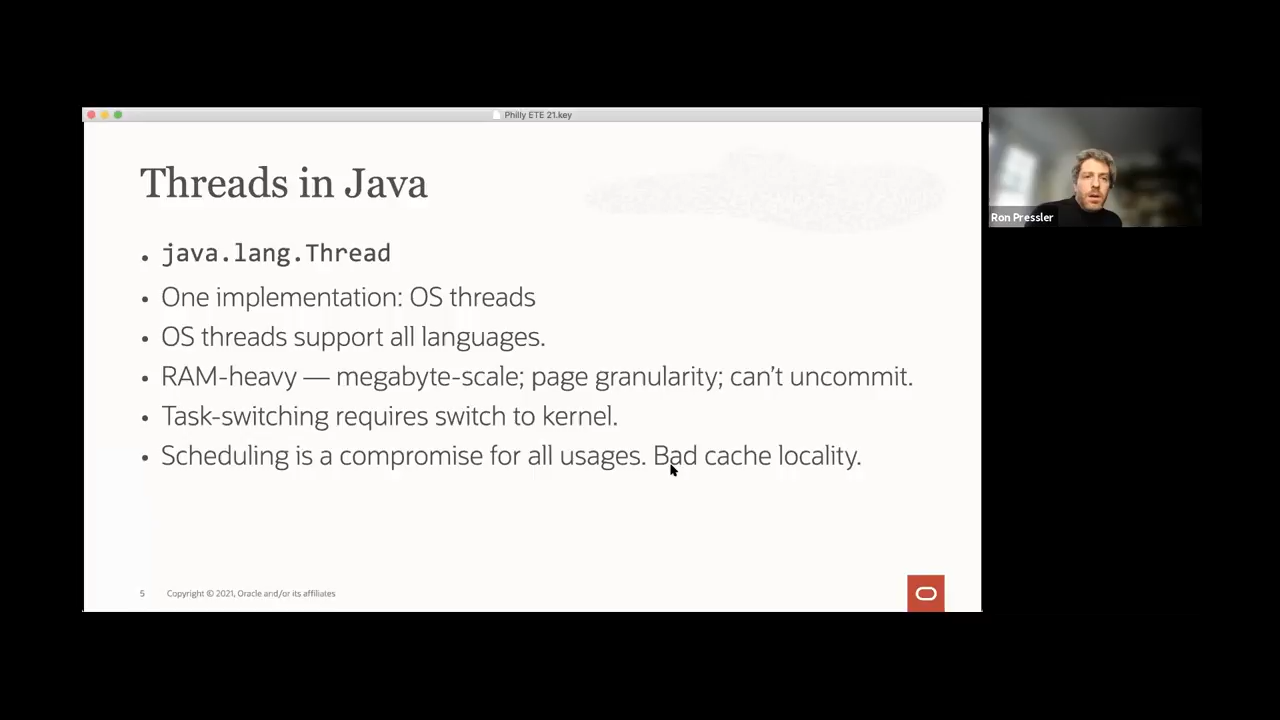 Philly ETE 21.key
Threads in Java
• java.lang.Thread
• One implementation: OS threads
• OS threads support all languages.
• RAM-heavy — megabyte-scale; page granularity; can’t uncommit.
• Task-switching requires switch to kernel.
• Scheduling is a compromise for all usages. Bad cache locality.
5 Copyright © 2021, Oracle and/or its affiliates
Ron Pressler